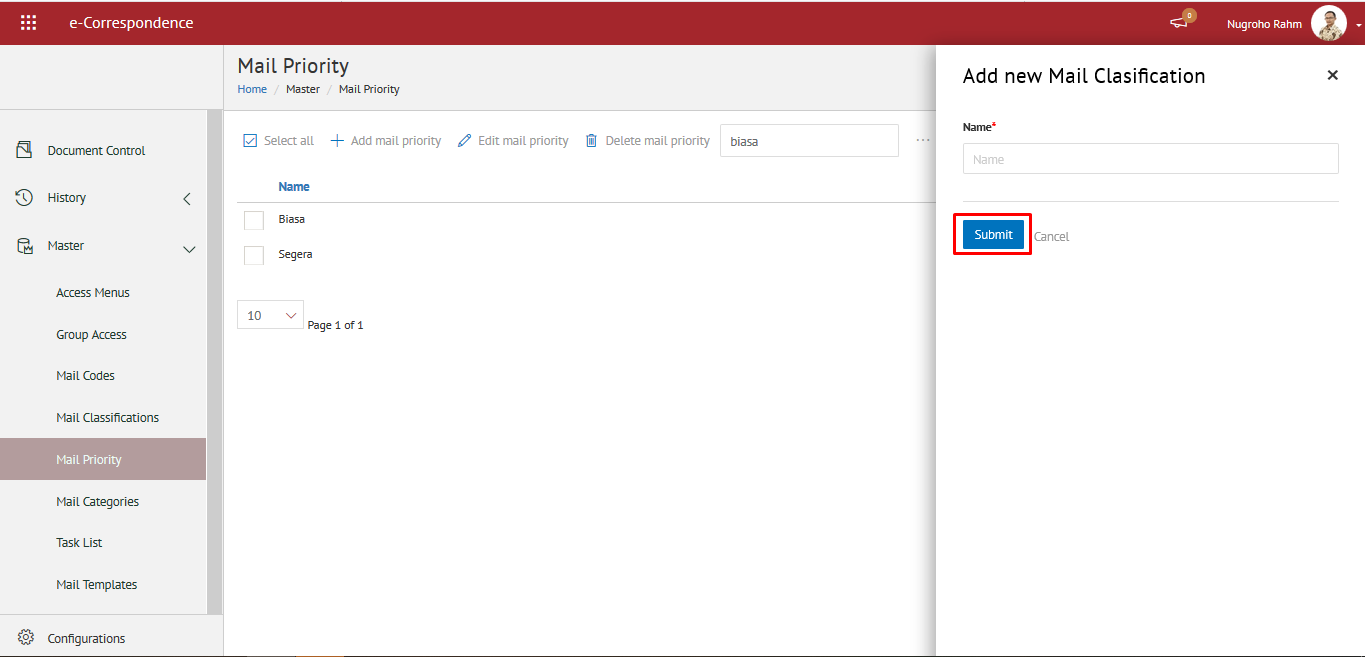 e-Correspondence
0
Nugroho Rahm
Mail Priority
Home / Master / Mail Priority
Document Control
History
Master
Access Menus
Group Access
Mail Codes
Mail Classifications
Mail Priority
Mail Categories
Task List
Mail Templates
Configurations
Select all
Add mail priority
Edit mail priority
Delete mail priority
biasa
...
Name
Biasa
Segera
10
Page 1 of 1
Add new Mail Clasification
Name*
Name
Submit
Cancel